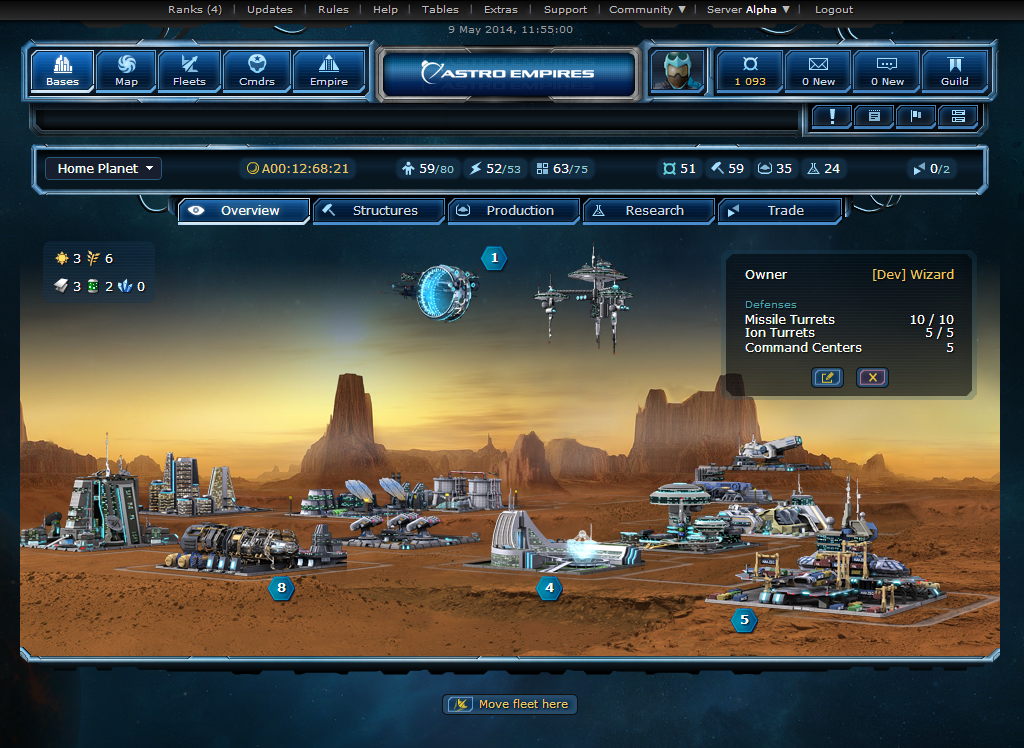 Ranks (4) | Updates | Rules | Help | Tables | Extras | Support | Community ▼ | Server Alpha ▼ | Logout
9 May 2014, 11:55:00
Bases Map Fleets Cmdrs Empire
ASTRO EMPIRES
1 093 0 New 0 New Guild
Home Planet A00:12:68:21 59/80 52/53 63/75 51 59 35 24 0/2
Overview Structures Production Research Trade
3 6
3 2 0
1
Owner [Dev] Wizard
Defenses
Missile Turrets 10 / 10
Ion Turrets 5 / 5
Command Centers 5
8
4
5
Move fleet here